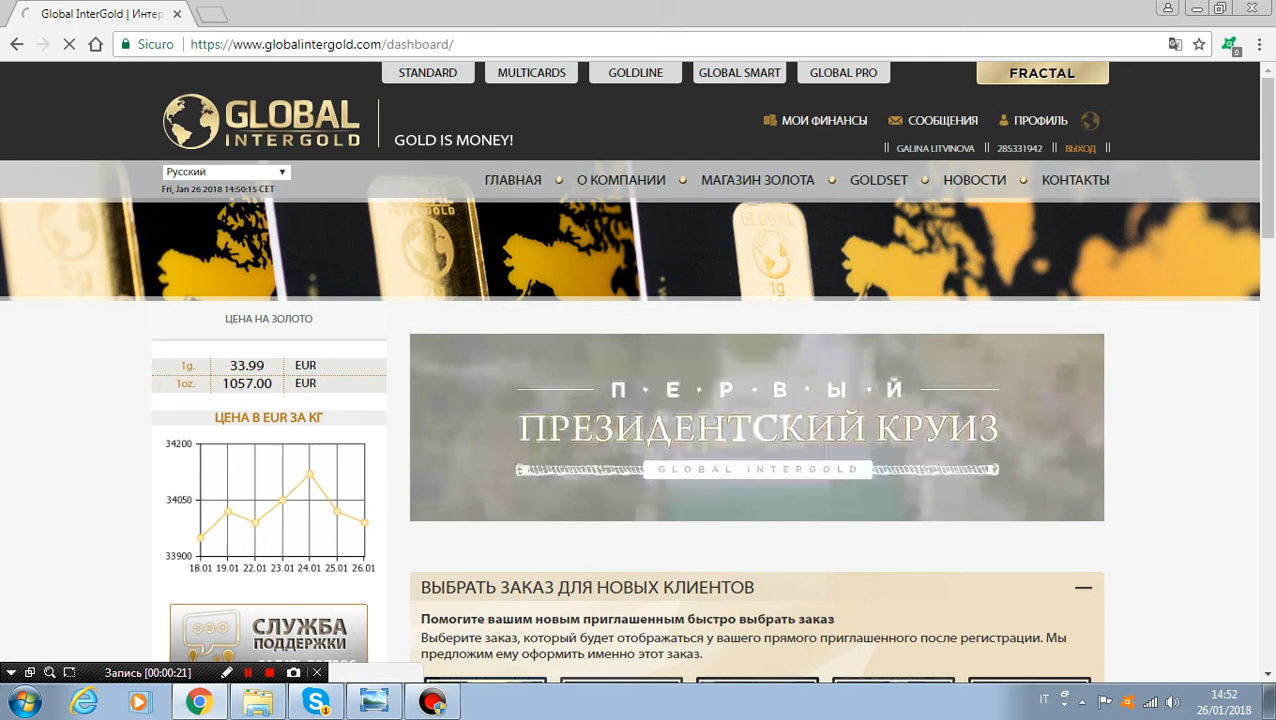 Global InterGold | Интер
Sicuro
https://www.globalintergold.com/dashboard/
0
STANDARD
MULTICARDS
GOLDLINE
GLOBAL SMART
GLOBAL PRO
FRACTAL
GLOBAL
INTERGOLD
GOLD IS MONEY!
МОИ ФИНАНСЫ
СООБЩЕНИЯ
ПРОФИЛЬ
|| GALINA LITVINOVA || 285331942 || ВЫХОД ||
Русский
Fri, Jan 26 2018 14:50:15 CET
ГЛАВНАЯ
О КОМПАНИИ
МАГАЗИН ЗОЛОТА
GOLDSET
НОВОСТИ
КОНТАКТЫ
5g
GLOBAL
1g
ЦЕНА НА ЗОЛОТО
1g. 33.99 EUR
1oz. 1057.00 EUR
ЦЕНА В EUR ЗА КГ
34200
34050
33900
18.01 19.01 22.01 23.01 24.01 25.01 26.01
СЛУЖБА
ПОДДЕРЖКИ
П·Е·Р·В·Ы·Й
ПРЕЗИДЕНТСКИЙ КРУИЗ
GLOBAL INTERGOLD
ВЫБРАТЬ ЗАКАЗ ДЛЯ НОВЫХ КЛИЕНТОВ
Помогите вашим новым приглашенным быстро выбрать заказ
Выберите заказ, который будет отображаться у вашего прямого приглашенного после регистрации. Мы
предложим ему оформить именно этот заказ.
Запись [00:00:21]
1
IT
14:52
26/01/2018